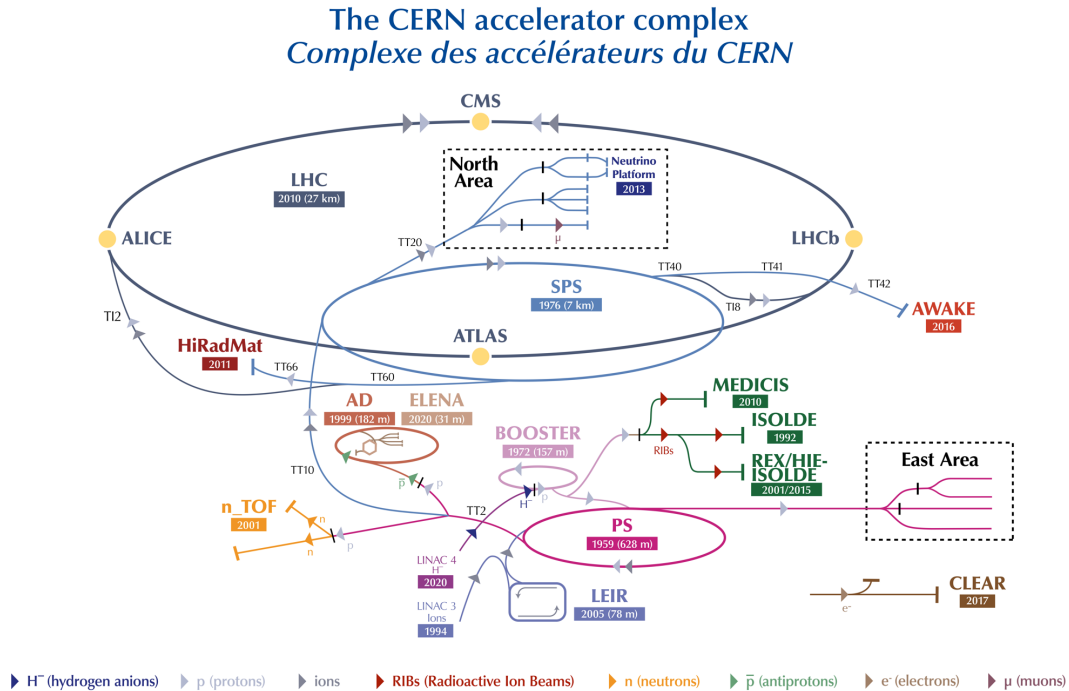 The CERN accelerator complex
Complexe des accélérateurs du CERN
CMS
North
Area
Neutrino
Platform
2013
LHC
2010 (27 km)
µ
ALICE
LHCb
TT20
TT40
TT41
SPS
1976 (7 km)
TI8
TT42
AWAKE
2016
TI2
ATLAS
HiRadMat
2011
TT66
TT60
AD
1999 (182 m)
ELENA
2020 (31 m)
MEDICIS
2010
BOOSTER
1972 (157 m)
ISOLDE
1992
RIBs
REX/HIE-
ISOLDE
2001/2015
East Area
TT10
p̅
p
H⁻
p
n_TOF
2001
n
n
p
TT2
PS
1959 (628 m)
LINAC 4
H⁻
2020
LINAC 3
Ions
1994
LEIR
2005 (78 m)
CLEAR
2017
e-
H⁻ (hydrogen anions)
p (protons)
ions
RIBs (Radioactive Ion Beams)
n (neutrons)
p̅ (antiprotons)
e- (electrons)
µ (muons)